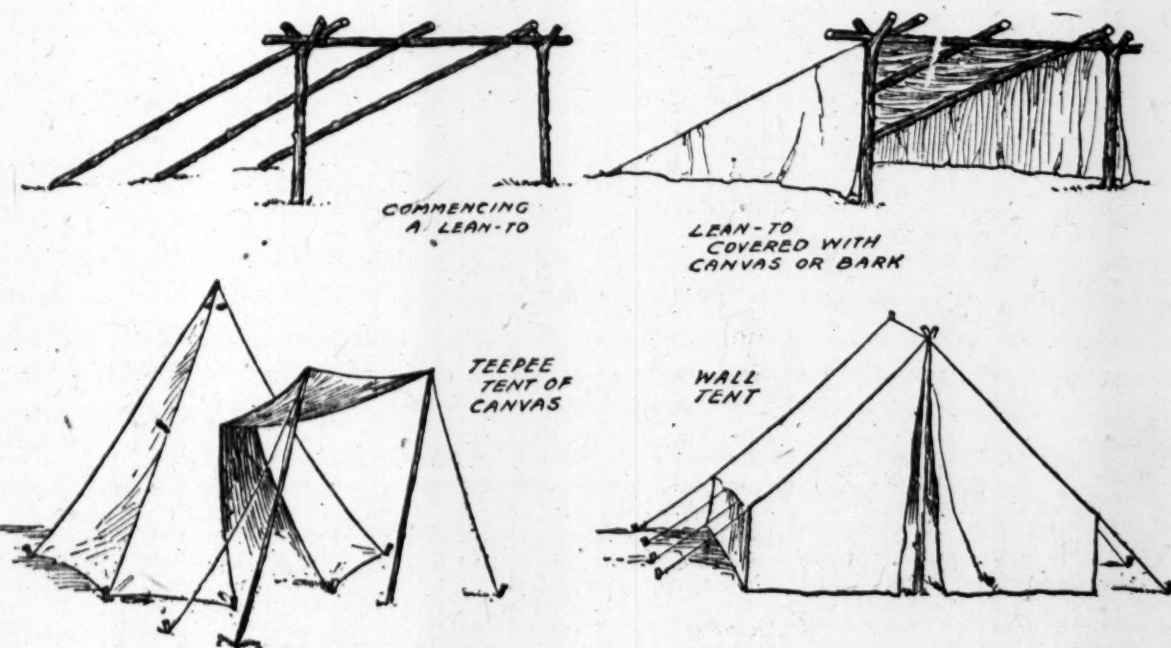 COMMENCING
A LEAN-TO
LEAN-TO
COVERED WITH
CANVAS OR BARK
TEEPEE
TENT OF
CANVAS
WALL
TENT